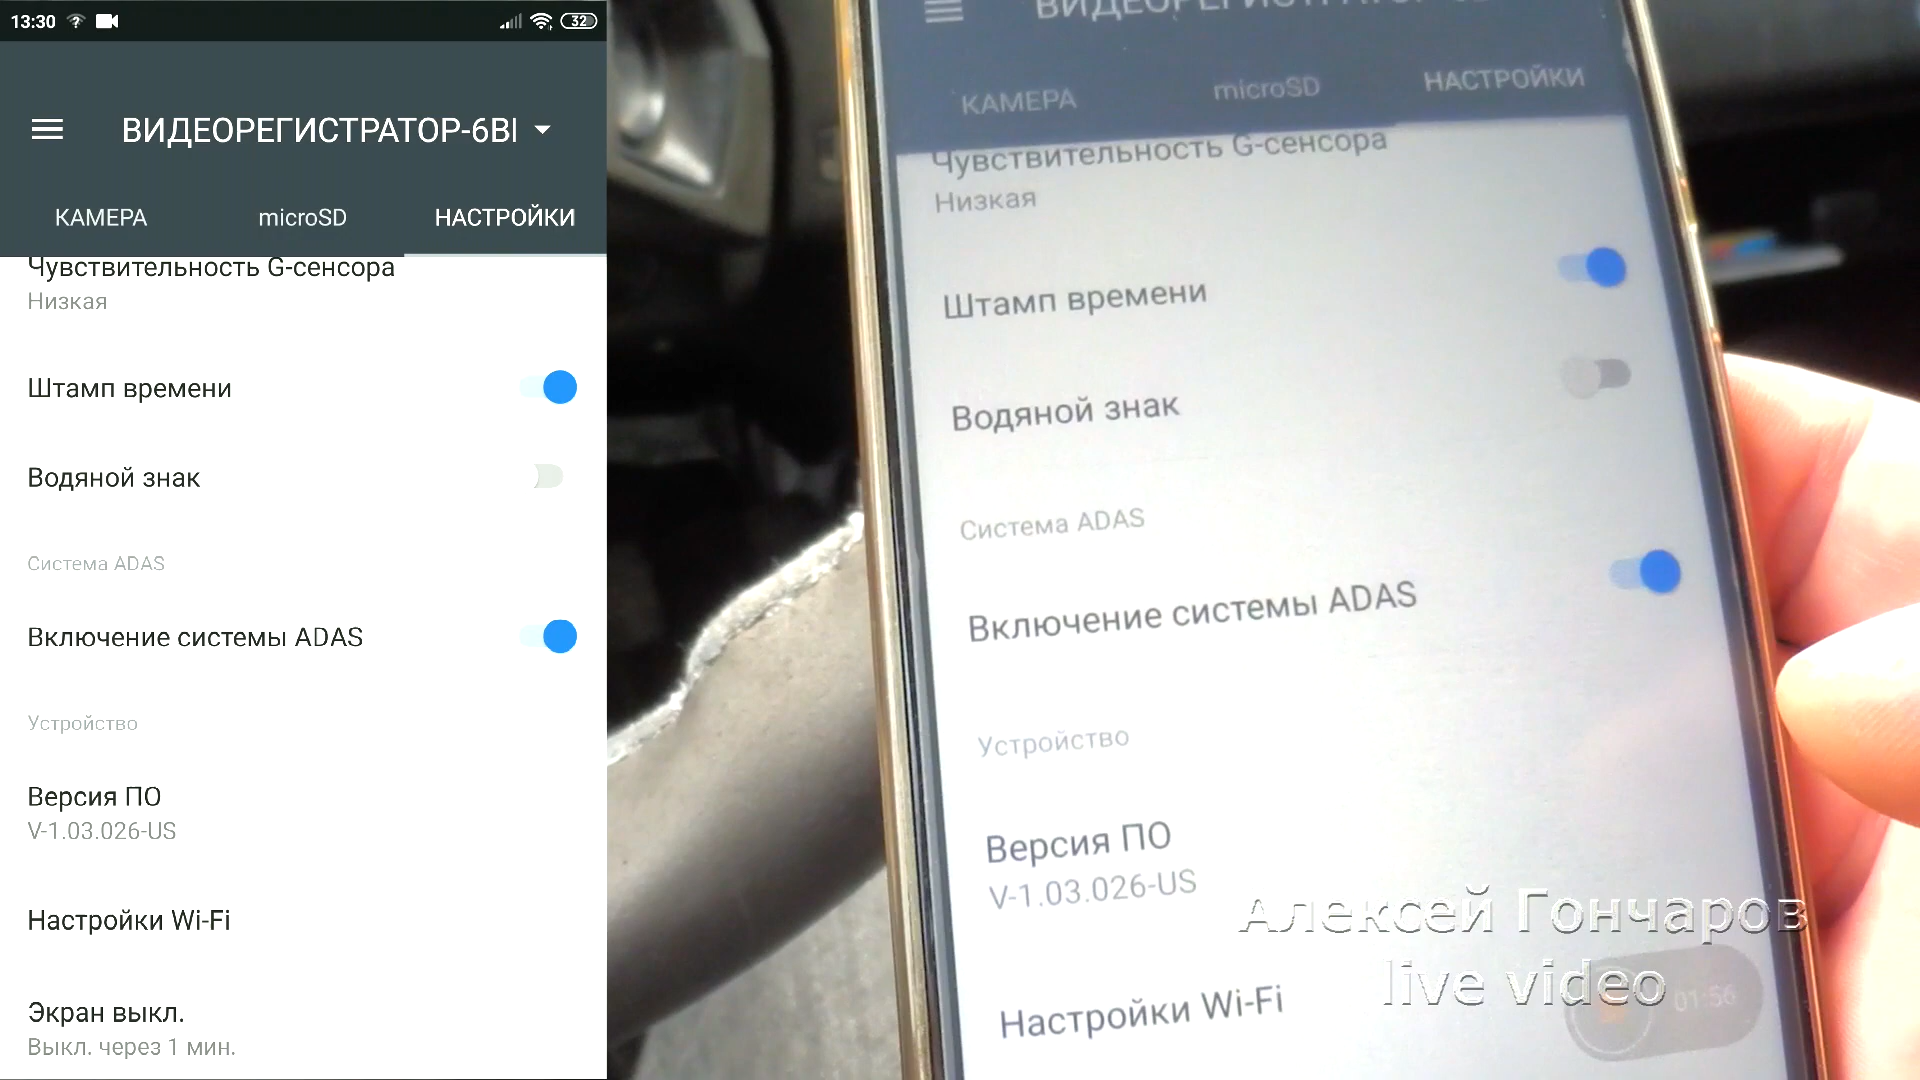 13:30
32
ВИДЕОРЕГИСТРАТОР-6BI
КАМЕРА
microSD
НАСТРОЙКИ
Чувствительность G-сенсора
Низкая
Штамп времени
Водяной знак
Система ADAS
Включение системы ADAS
Устройство
Версия ПО
V-1.03.026-US
Настройки Wi-Fi
Экран выкл.
Выкл. через 1 мин.
КАМЕРА
microSD
НАСТРОЙКИ
Чувствительность G-сенсора
Низкая
Штамп времени
Водяной знак
Система ADAS
Включение системы ADAS
Устройство
Версия ПО
V-1.03.026-US
Настройки Wi-Fi
01:56
Алексей Гончаров
live video